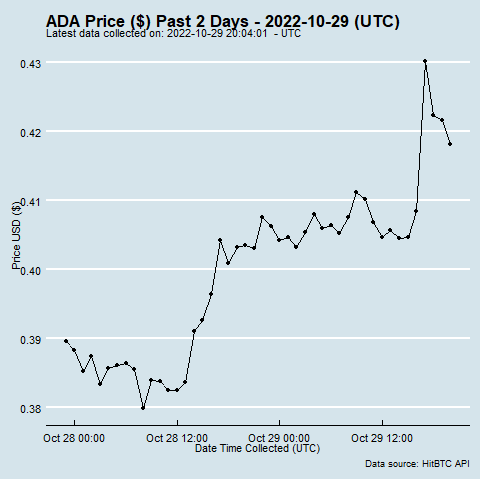 ADA Price ($) Past 2 Days - 2022-10-29 (UTC)
Latest data collected on: 2022-10-29 20:04:01 - UTC
0.43
0.42
0.41
0.40
0.39
0.38
Price USD ($)
Oct 28 00:00
Oct 28 12:00
Oct 29 00:00
Oct 29 12:00
Date Time Collected (UTC)
Data source: HitBTC API